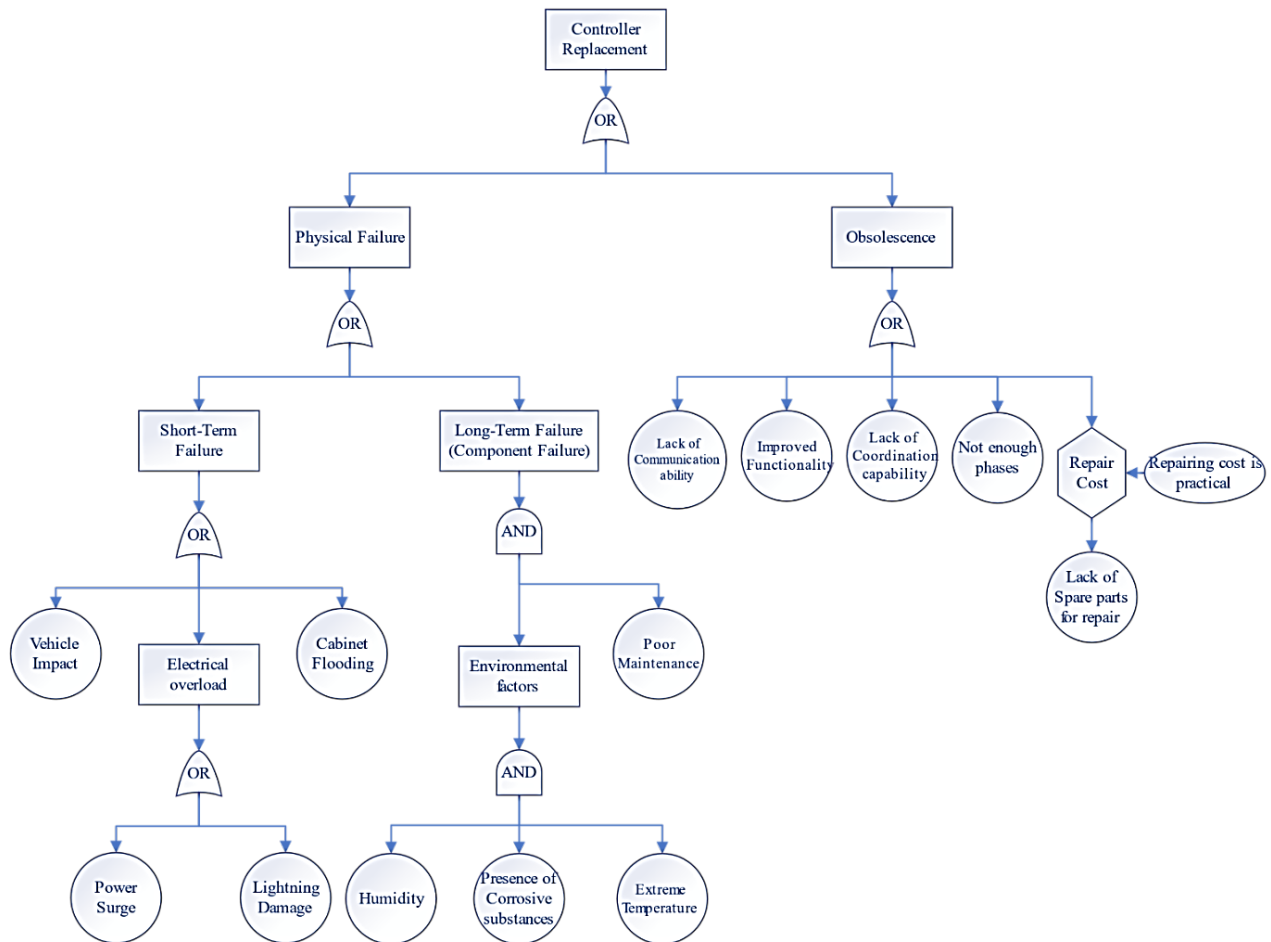 Controller
Replacement
OR
Physical Failure
Obsolescence
OR
OR
Short-Term
Failure
Long-Term Failure
(Component Failure)
Lack of
Communication
ability
Improved
Functionality
Lack of
Coordination
capability
Not enough
phases
Repair
Cost
Repairing cost is
practical
OR
AND
Vehicle
Impact
Electrical
overload
Cabinet
Flooding
Environmental
factors
Poor
Maintenance
Lack of
Spare parts
for repair
OR
AND
Power
Surge
Lightning
Damage
Humidity
Presence of
Corrosive
substances
Extreme
Temperature